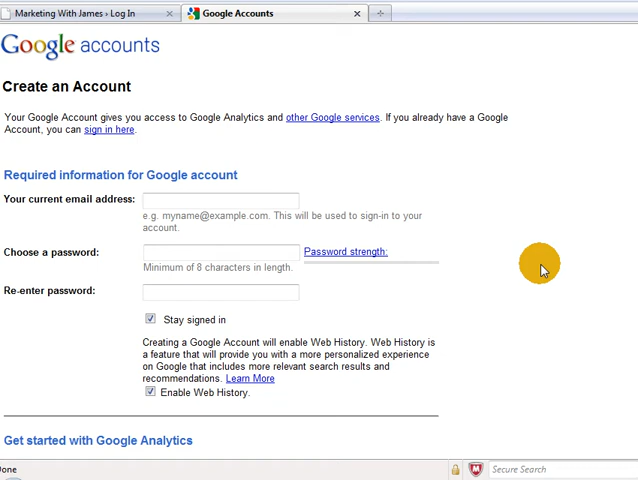 Marketing With James › Log In
Google Accounts
Google accounts
Create an Account
Your Google Account gives you access to Google Analytics and other Google services. If you already have a Google
Account, you can sign in here.
Required information for Google account
Your current email address:
e.g. myname@example.com. This will be used to sign-in to your
account.
Choose a password:
Password strength:
Minimum of 8 characters in length.
Re-enter password:
Stay signed in
Creating a Google Account will enable Web History. Web History is
a feature that will provide you with a more personalized experience
on Google that includes more relevant search results and
recommendations. Learn More
Enable Web History.
Get started with Google Analytics
one
Secure Search